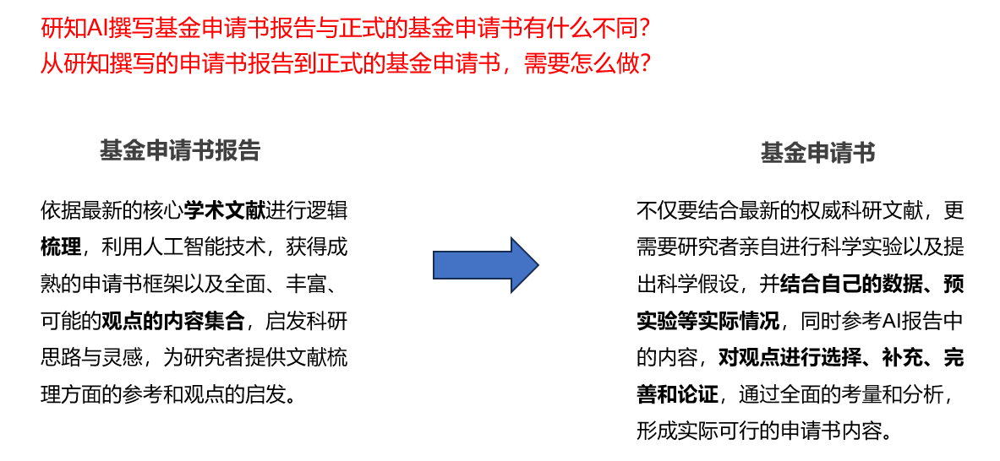 研知AI撰写基金申请书报告与正式的基金申请书有什么不同？
从研知撰写的申请书报告到正式的基金申请书，需要怎么做？
基金申请书报告
依据最新的核心学术文献进行逻辑
梳理，利用人工智能技术，获得成
熟的申请书框架以及全面、丰富、
可能的观点的内容集合，启发科研
思路与灵感，为研究者提供文献梳
理方面的参考和观点的启发。
基金申请书
不仅要结合最新的权威科研文献，更
需要研究者亲自进行科学实验以及提
出科学假设，并结合自己的数据、预
实验等实际情况，同时参考AI报告中
的内容，对观点进行选择、补充、完
善和论证，通过全面的考量和分析，
形成实际可行的申请书内容。